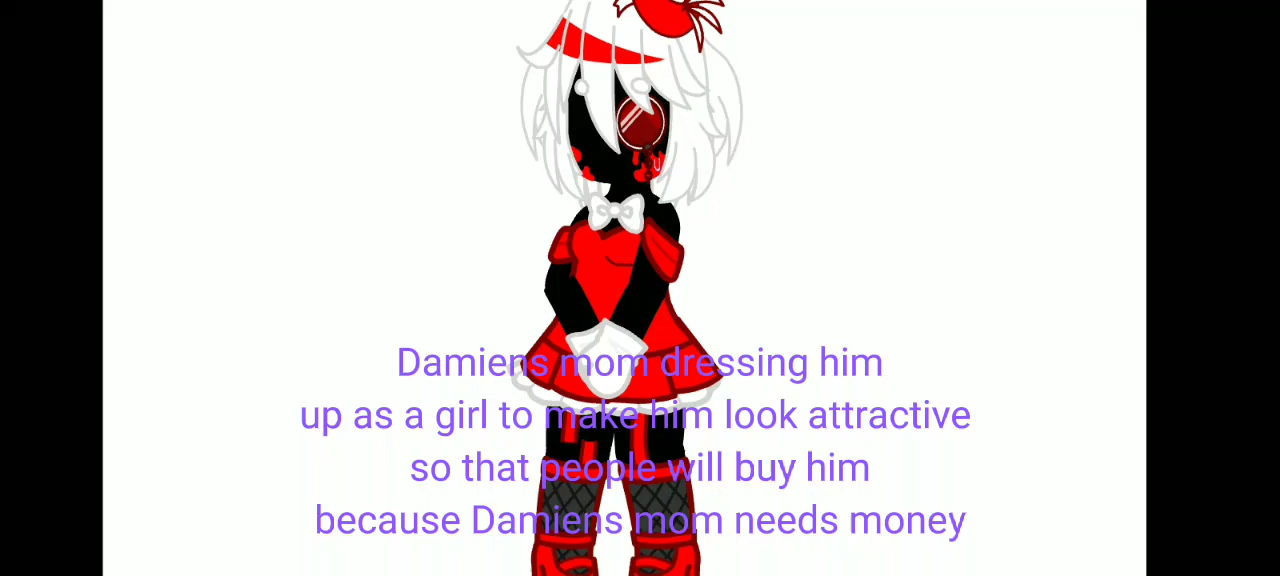 Damiens mom dressing him
up as a girl to make him look attractive
so that people will buy him
because Damiens mom needs money